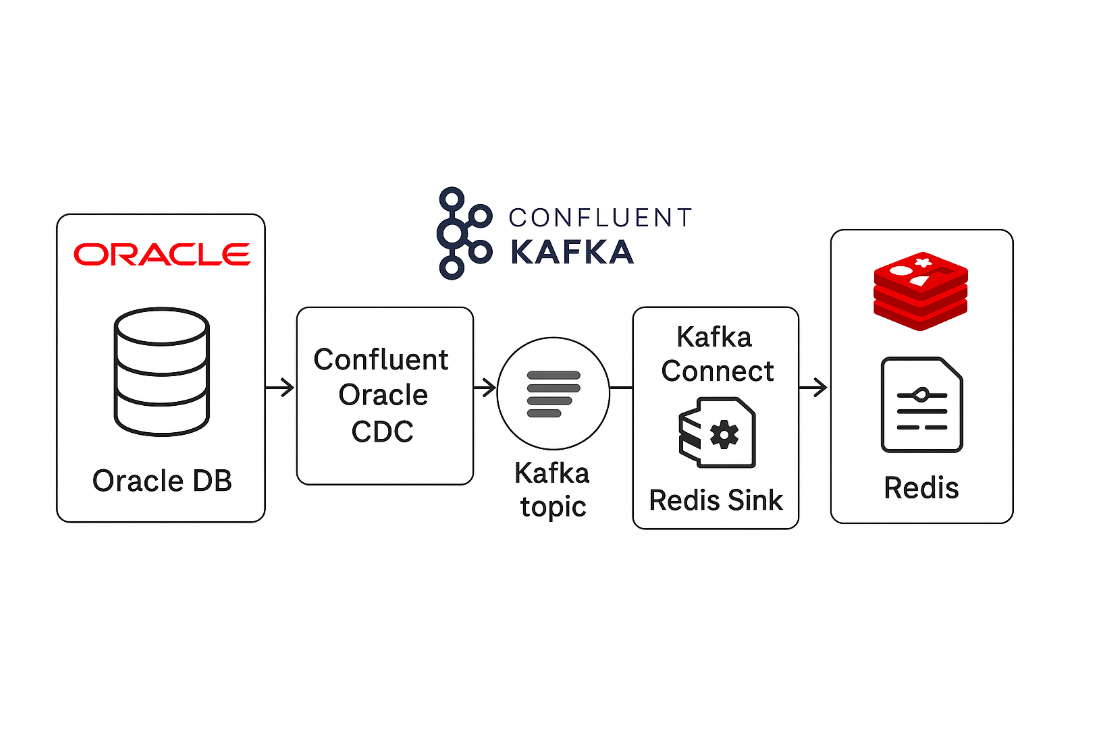 CONFLUENT
KAFKA
ORACLE
Oracle DB
Confluent
Oracle
CDC
Kafka
topic
Kafka
Connect
Redis Sink
Redis